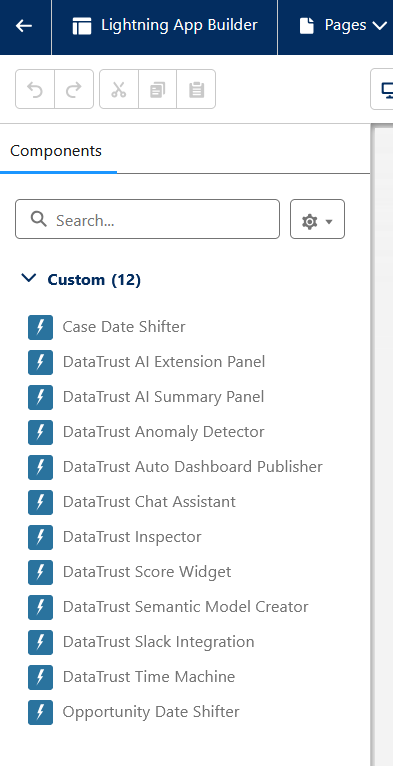 Lightning App Builder
Pages
Components
Search...
Custom (12)
Case Date Shifter
DataTrust AI Extension Panel
DataTrust AI Summary Panel
DataTrust Anomaly Detector
DataTrust Auto Dashboard Publisher
DataTrust Chat Assistant
DataTrust Inspector
DataTrust Score Widget
DataTrust Semantic Model Creator
DataTrust Slack Integration
DataTrust Time Machine
Opportunity Date Shifter